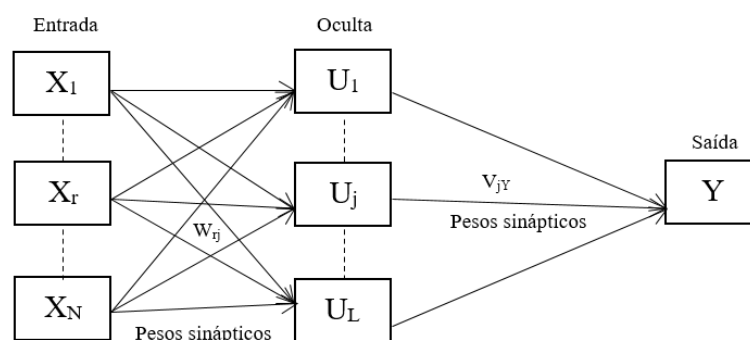 Entrada
Oculta
X1
U1
Saída
Xr
Uj
VjY
Y
Wrj
Pesos sinápticos
XN
UL
Pesos sinápticos